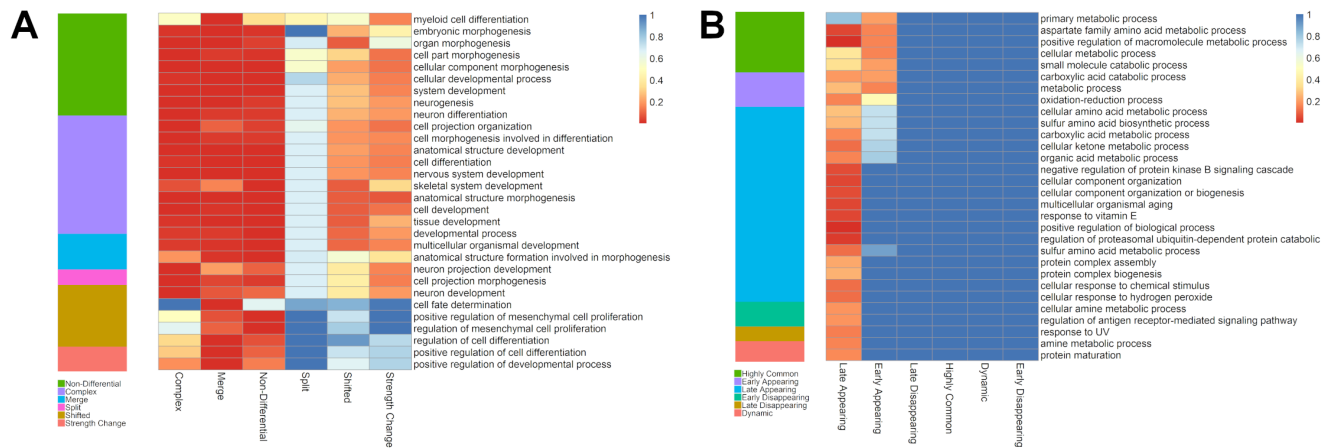 A
myeloid cell differentiation
embryonic morphogenesis
organ morphogenesis
cell part morphogenesis
cellular component morphogenesis
cellular developmental process
system development
neurogenesis
neuron differentiation
cell projection organization
cell morphogenesis involved in differentiation
anatomical structure development
cell differentiation
nervous system development
skeletal system development
anatomical structure morphogenesis
cell development
tissue development
developmental process
multicellular organismal development
anatomical structure formation involved in morphogenesis
neuron projection development
cell projection morphogenesis
neuron development
cell fate determination
positive regulation of mesenchymal cell proliferation
regulation of mesenchymal cell proliferation
regulation of cell differentiation
positive regulation of cell differentiation
positive regulation of developmental process
1
0.8
0.6
0.4
0.2
Non-Differential
Complex
Merge
Split
Shifted
Strength Change
Complex
Merge
Non-Differential
Split
Shifted
Strength Change
B
primary metabolic process
aspartate family amino acid metabolic process
positive regulation of macromolecule metabolic process
cellular metabolic process
small molecule catabolic process
carboxylic acid catabolic process
metabolic process
oxidation-reduction process
cellular amino acid metabolic process
sulfur amino acid biosynthetic process
carboxylic acid metabolic process
cellular ketone metabolic process
organic acid metabolic process
negative regulation of protein kinase B signaling cascade
cellular component organization
cellular component organization or biogenesis
multicellular organismal aging
response to vitamin E
positive regulation of biological process
regulation of proteasomal ubiquitin-dependent protein catabolic
sulfur amino acid metabolic process
protein complex assembly
protein complex biogenesis
cellular response to chemical stimulus
cellular response to hydrogen peroxide
cellular amine metabolic process
regulation of antigen receptor-mediated signaling pathway
response to UV
amine metabolic process
protein maturation
1
0.8
0.6
0.4
0.2
Highly Common
Early Appearing
Late Appearing
Early Disappearing
Late Disappearing
Dynamic
Late Appearing
Early Appearing
Late Disappearing
Highly Common
Dynamic
Early Disappearing